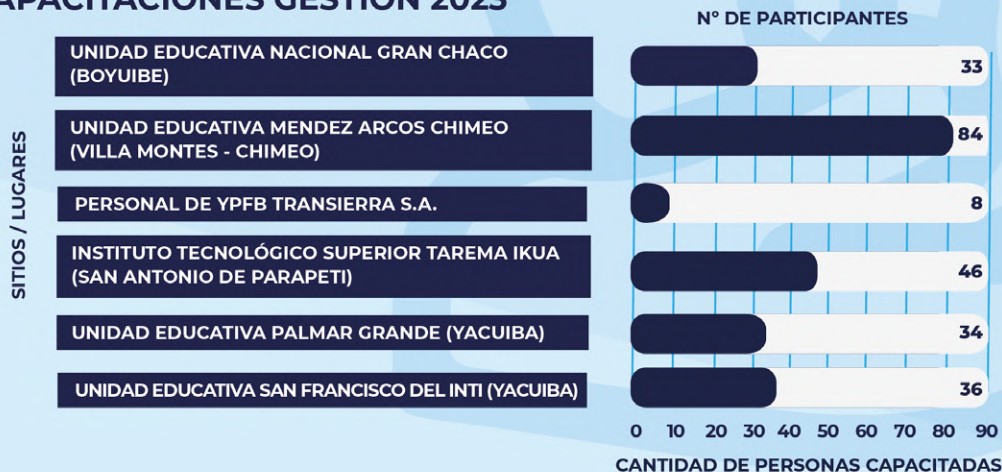 APACITACIONES GESTIÓN 2023
Nº DE PARTICIPANTES
SITIOS / LUGARES
UNIDAD EDUCATIVA NACIONAL GRAN CHACO
(BOYUIBE)
33
UNIDAD EDUCATIVA MENDEZ ARCOS CHIMEO
(VILLA MONTES - CHIMEO)
84
PERSONAL DE YPFB TRANSIERRA S.A.
8
INSTITUTO TECNOLÓGICO SUPERIOR TAREMA IKUA
(SAN ANTONIO DE PARAPETI)
46
UNIDAD EDUCATIVA PALMAR GRANDE (YACUIBA)
34
UNIDAD EDUCATIVA SAN FRANCISCO DEL INTI (YACUIBA)
36
0 10 20 30 40 50 60 70 80 90
CANTIDAD DE PERSONAS CAPACITADAS